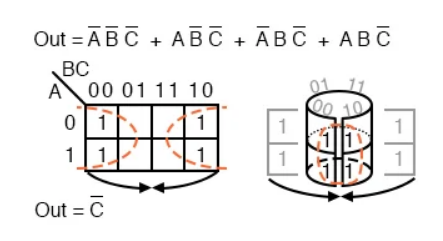 Out = A̅ B̅ C̅ + A B̅ C̅ + A̅ B C̅ + A B C̅
BC
A 00 01 11 10
0 1 1
1 1 1
01 11
00 10
1 1 1 1
1 1 1 1
Out = C̅